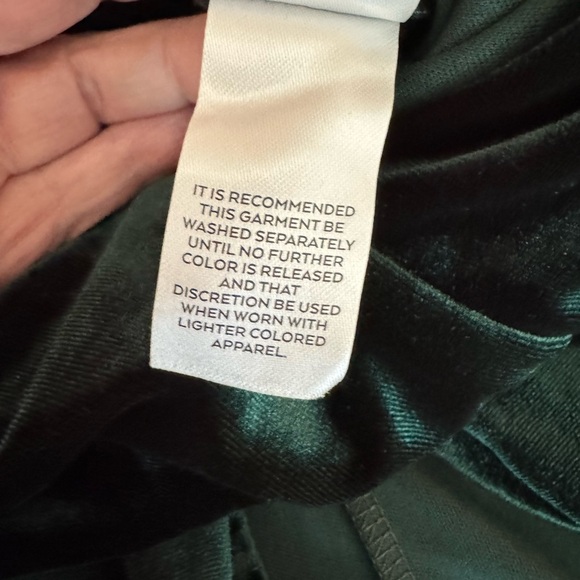 IT IS RECOMMENDED
THIS GARMENT BE
WASHED SEPARATELY
UNTIL NO FURTHER
COLOR IS RELEASED
AND THAT
DISCRETION BE USED
WHEN WORN WITH
LIGHTER COLORED
APPAREL.